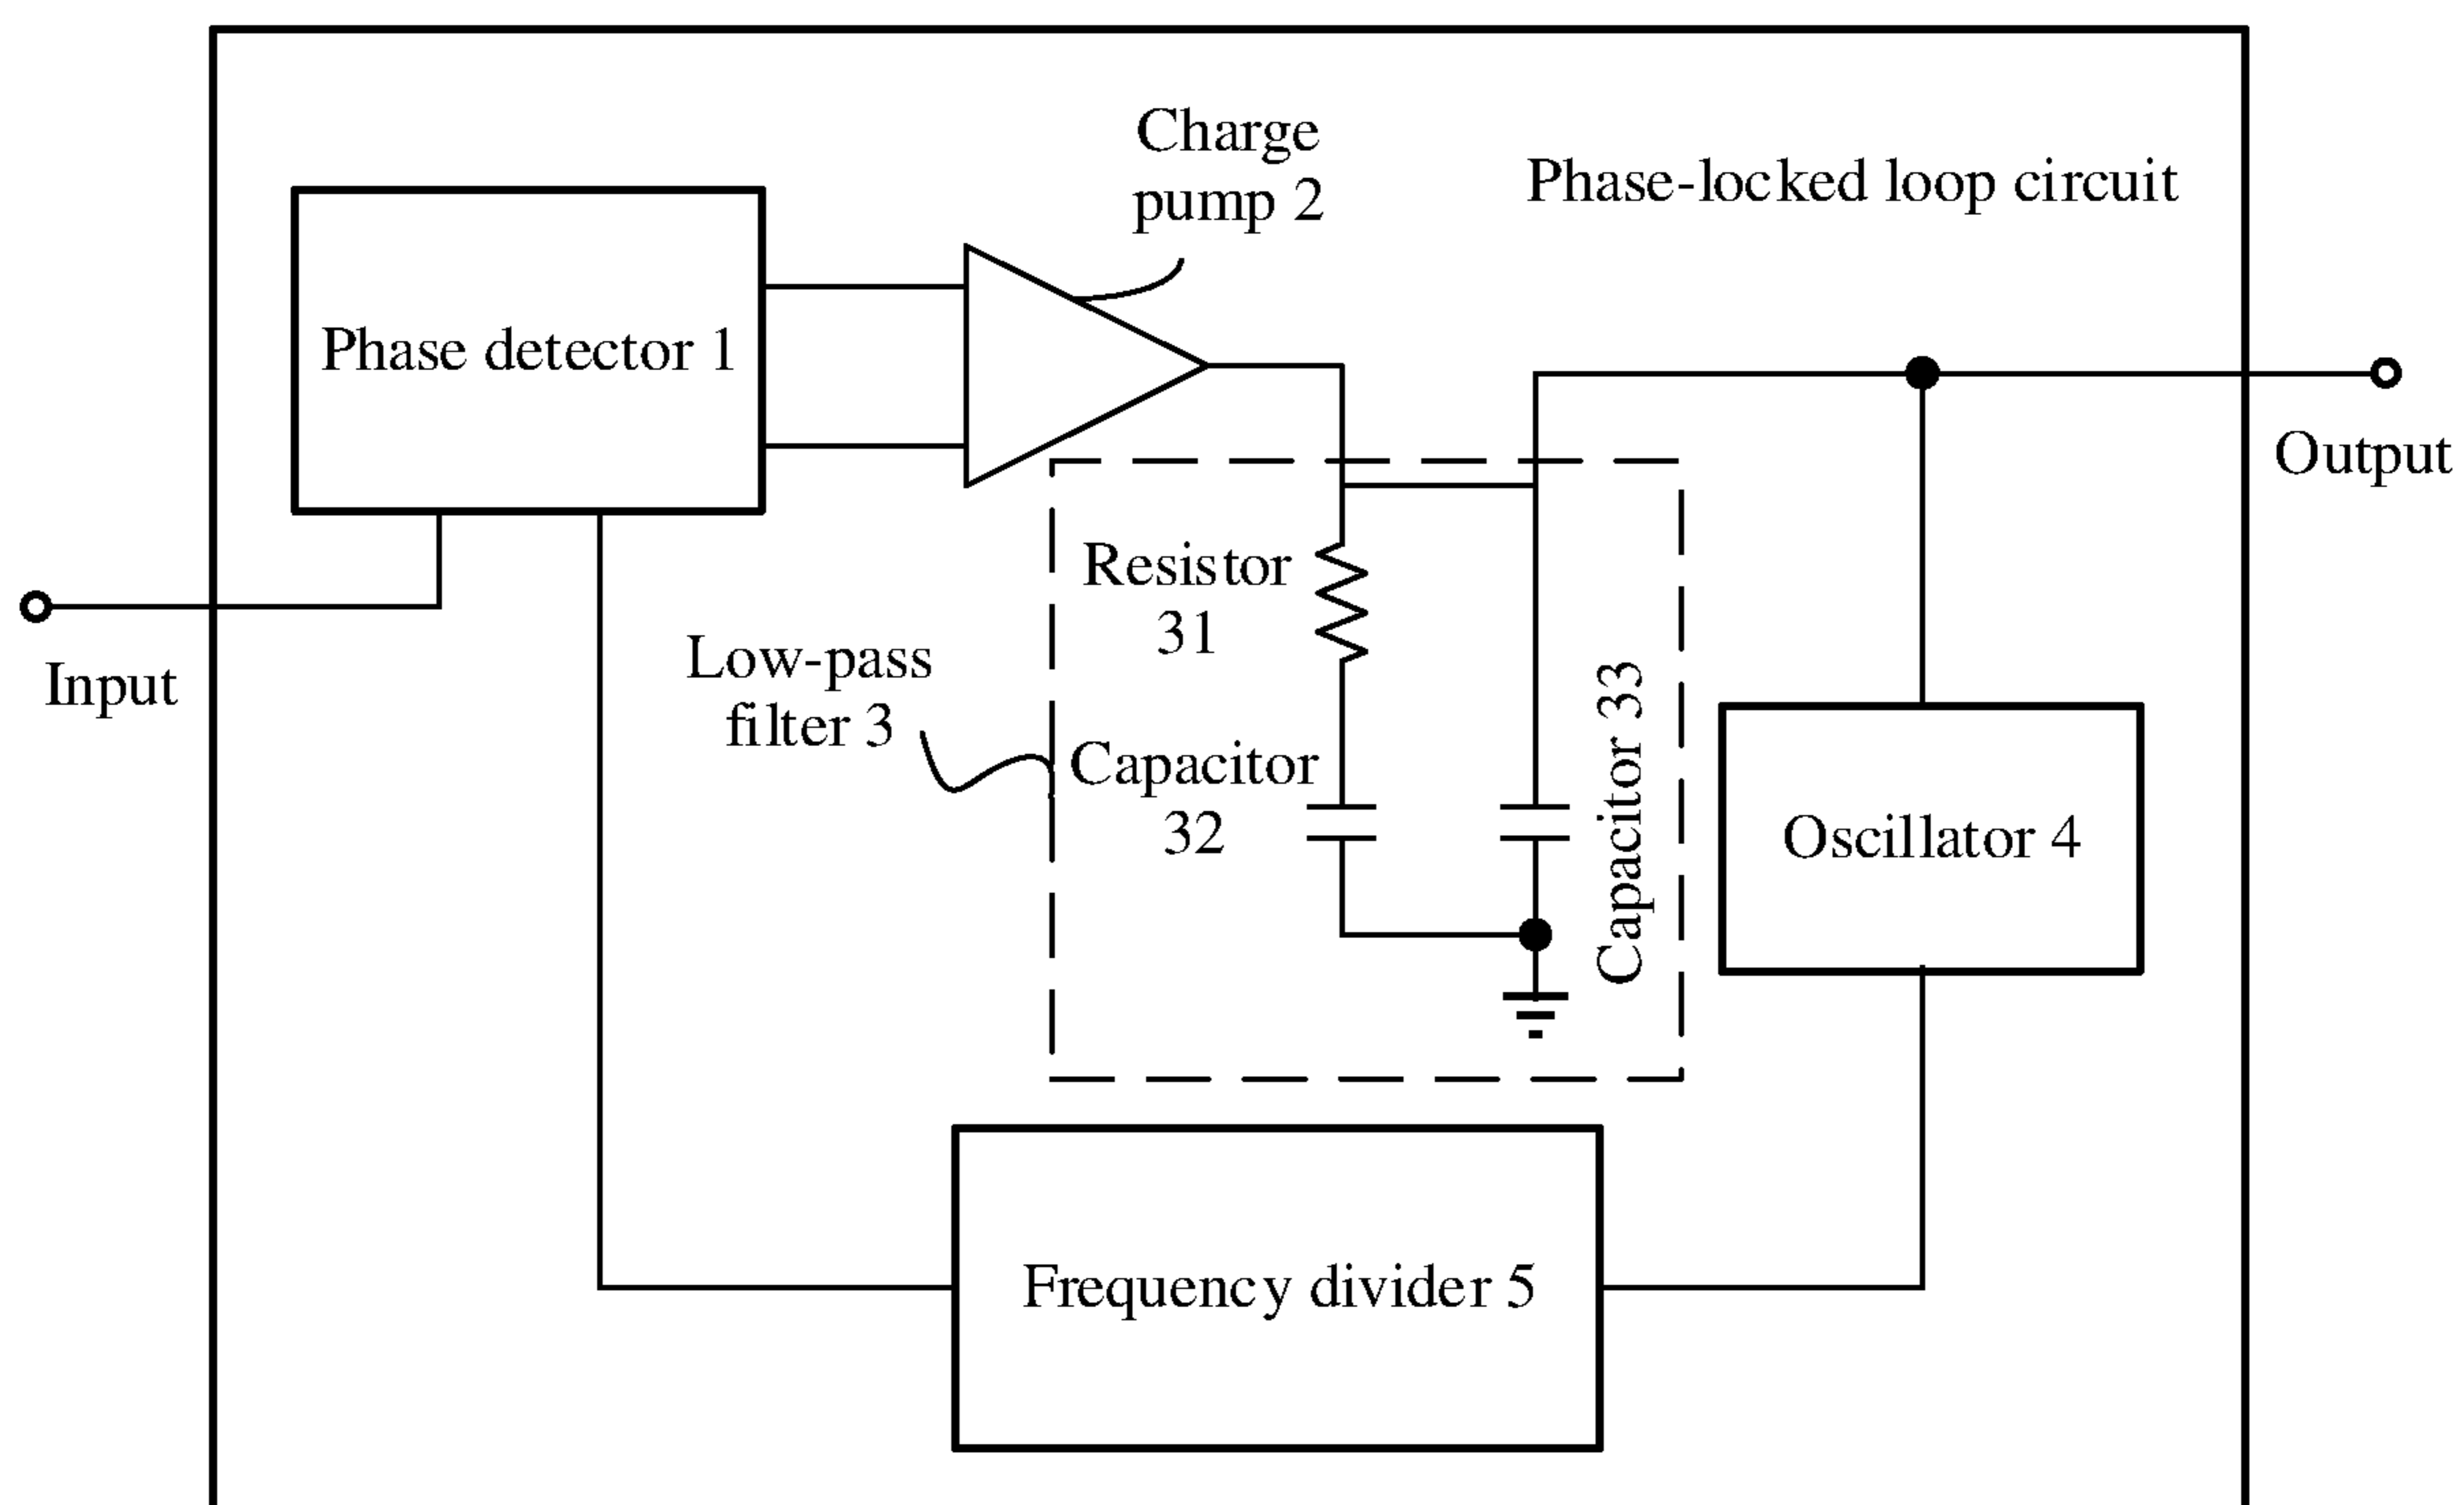 Charge
pump 2
Phase-locked loop circuit
Phase detector 1
Output
Resistor
31
Input
Low-pass
filter 3
Capacitor
32
Capacitor 33
Oscillator 4
Frequency divider 5